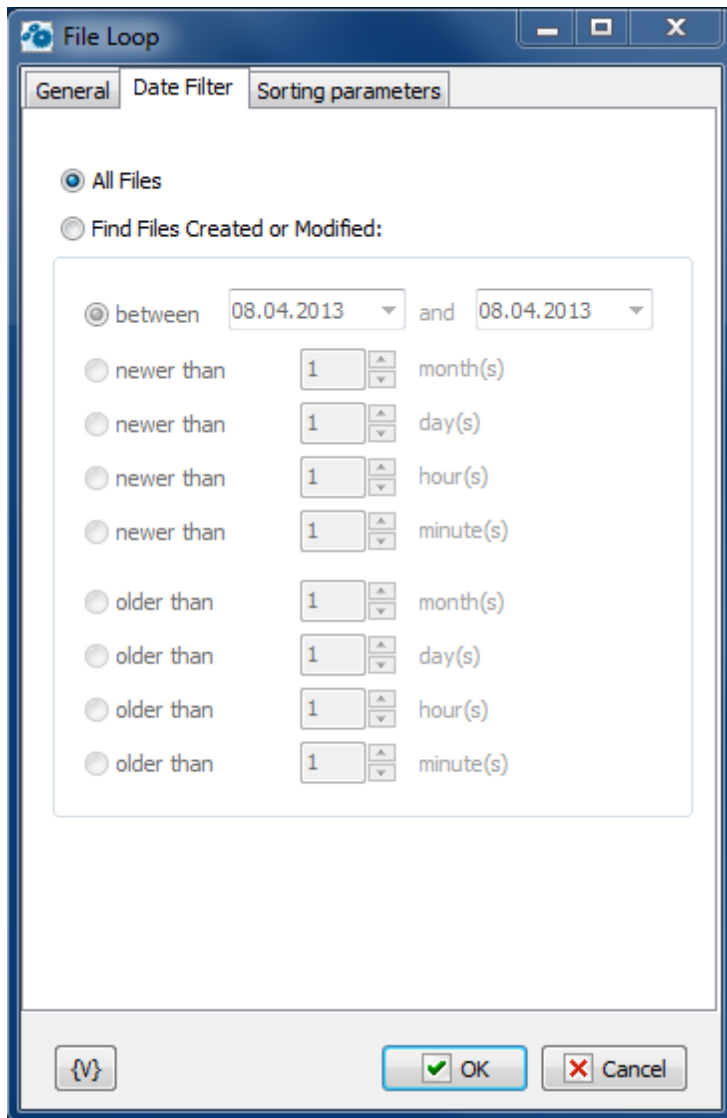 File Loop
General Date Filter Sorting parameters
All Files
Find Files Created or Modified:
between 08.04.2013 and 08.04.2013
newer than 1 month(s)
newer than 1 day(s)
newer than 1 hour(s)
newer than 1 minute(s)
older than 1 month(s)
older than 1 day(s)
older than 1 hour(s)
older than 1 minute(s)
{V} OK Cancel